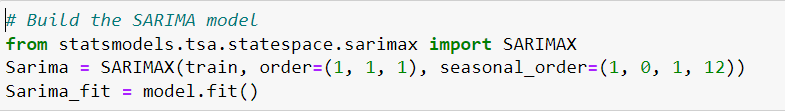 # Build the SARIMA model
from statsmodels.tsa.statespace.sarimax import SARIMAX
Sarima = SARIMAX(train, order=(1, 1, 1), seasonal_order=(1, 0, 1, 12))
Sarima_fit = model.fit()